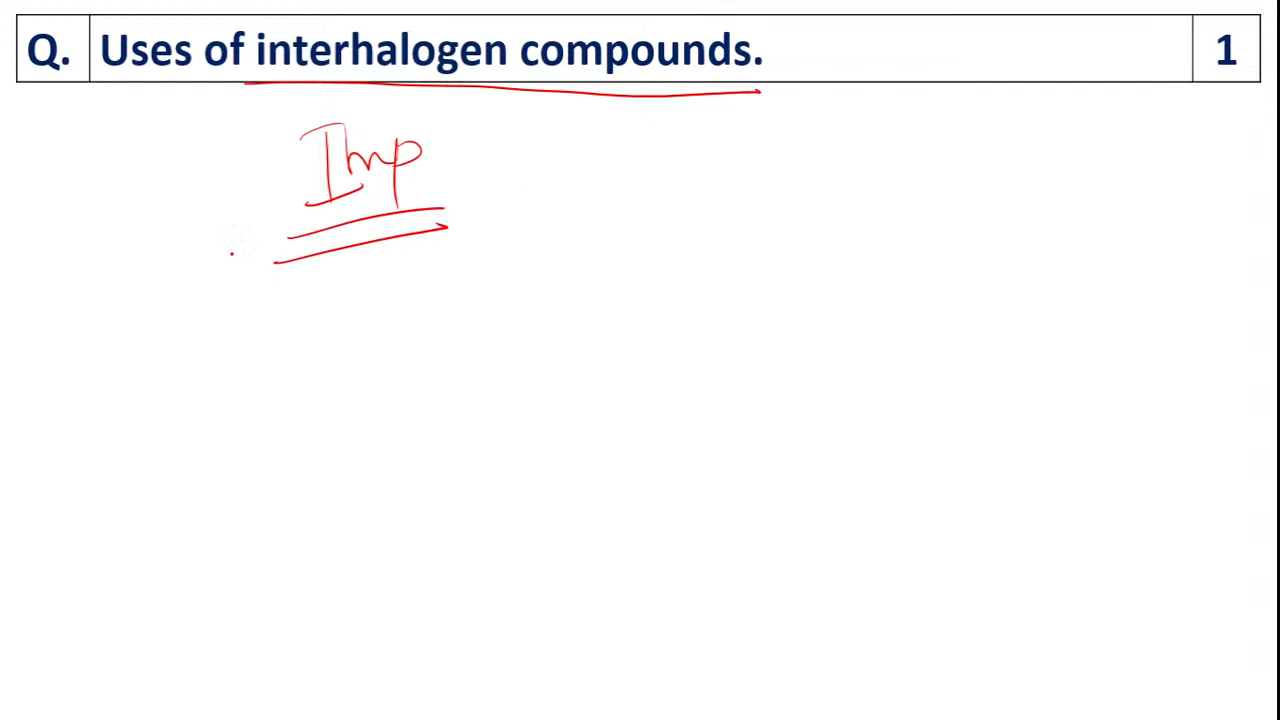 Q. Uses of interhalogen compounds. 1
Imp